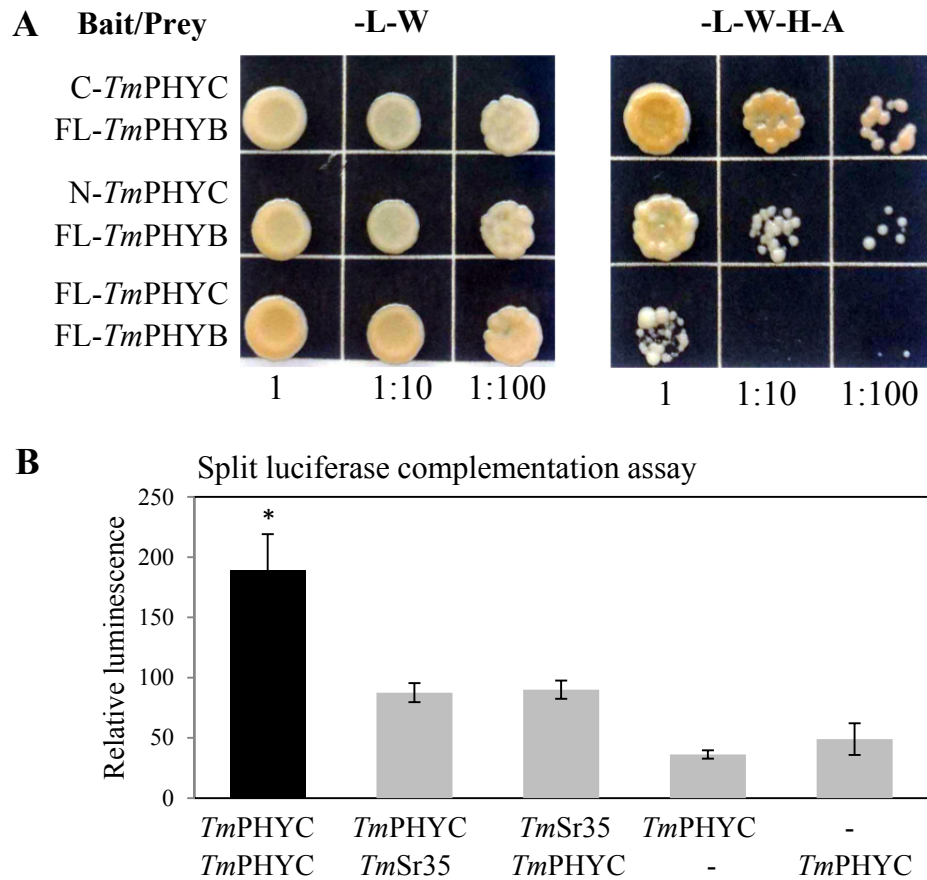 A Bait/Prey -L-W -L-W-H-A
C-TmPHYC
FL-TmPHYB
N-TmPHYC
FL-TmPHYB
FL-TmPHYC
FL-TmPHYB
1 1:10 1:100 1 1:10 1:100
B Split luciferase complementation assay
Relative luminescence
250
200
150
100
50
0
*
TmPHYC TmPHYC TmSr35 TmPHYC -
TmPHYC TmSr35 TmPHYC - TmPHYC